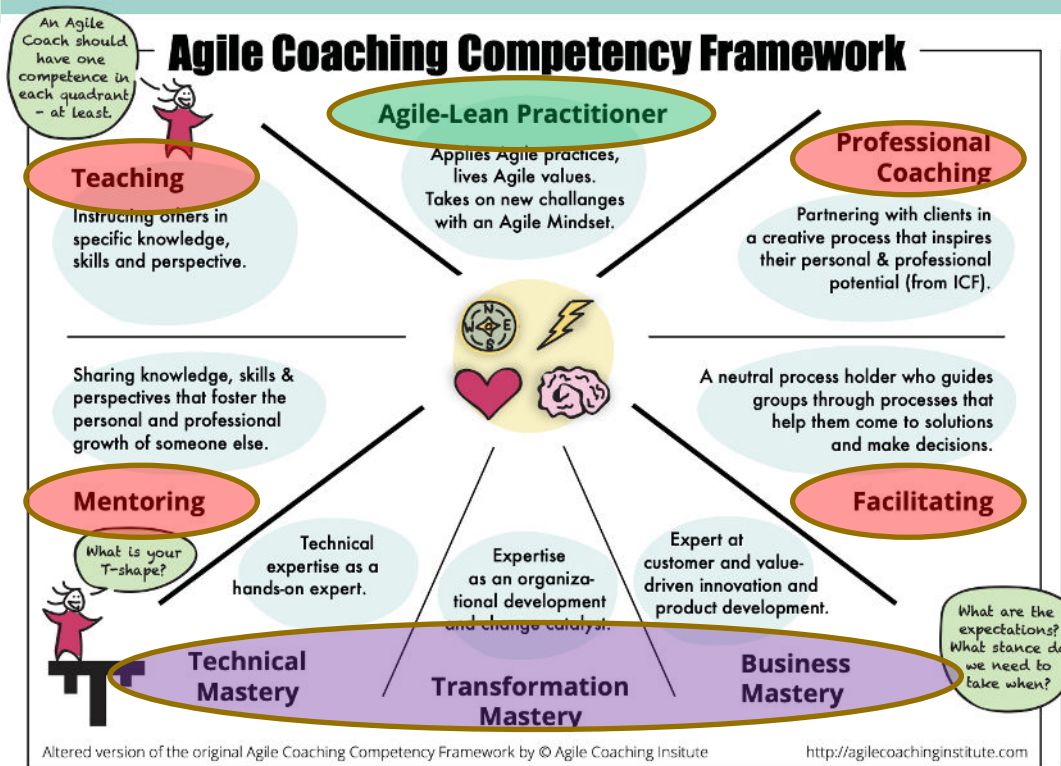 An Agile
Coach should
have one
competence in
each quadrant
- at least.
Agile Coaching Competency Framework
Agile-Lean Practitioner
Applies Agile practices,
lives Agile values.
Takes on new challanges
with an Agile Mindset.
Teaching
Instructing others in
specific knowledge,
skills and perspective.
Professional
Coaching
Partnering with clients in
a creative process that inspires
their personal & professional
potential (from ICF).
N
W E
S
Sharing knowledge, skills &
perspectives that foster the
personal and professional
growth of someone else.
Mentoring
A neutral process holder who guides
groups through processes that
help them come to solutions
and make decisions.
Facilitating
What is your
T-shape?
Technical
expertise as a
hands-on expert.
Technical
Mastery
Expertise
as an organiza-
tional development
and change catalyst.
Transformation
Mastery
Expert at
customer and value-
driven innovation and
product development.
Business
Mastery
What are the
expectations?
What stance do
we need to
take when?
Altered version of the original Agile Coaching Competency Framework by © Agile Coaching Insitute
http://agilecoachinginstitute.com